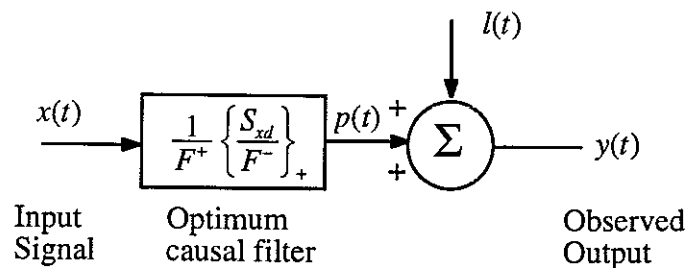 l(t)
x(t)
1/F⁺ {S_xd/F⁻}₊
p(t)
+
+
Σ
y(t)
Input
Signal
Optimum
causal filter
Observed
Output